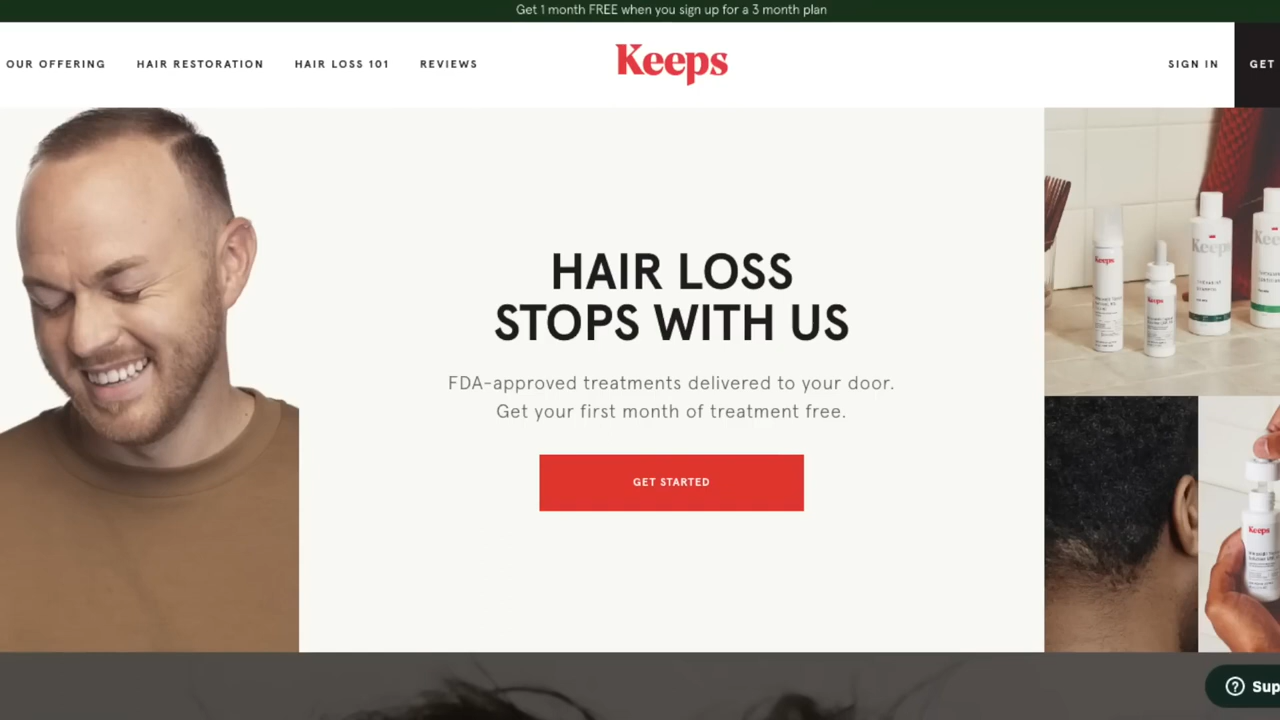 Get 1 month FREE when you sign up for a 3 month plan
OUR OFFERING
HAIR RESTORATION
HAIR LOSS 101
REVIEWS
Keeps
SIGN IN
GET
HAIR LOSS
STOPS WITH US
FDA-approved treatments delivered to your door.
Get your first month of treatment free.
GET STARTED
Keeps
Keeps
Keeps
Kee
Keeps
Sup